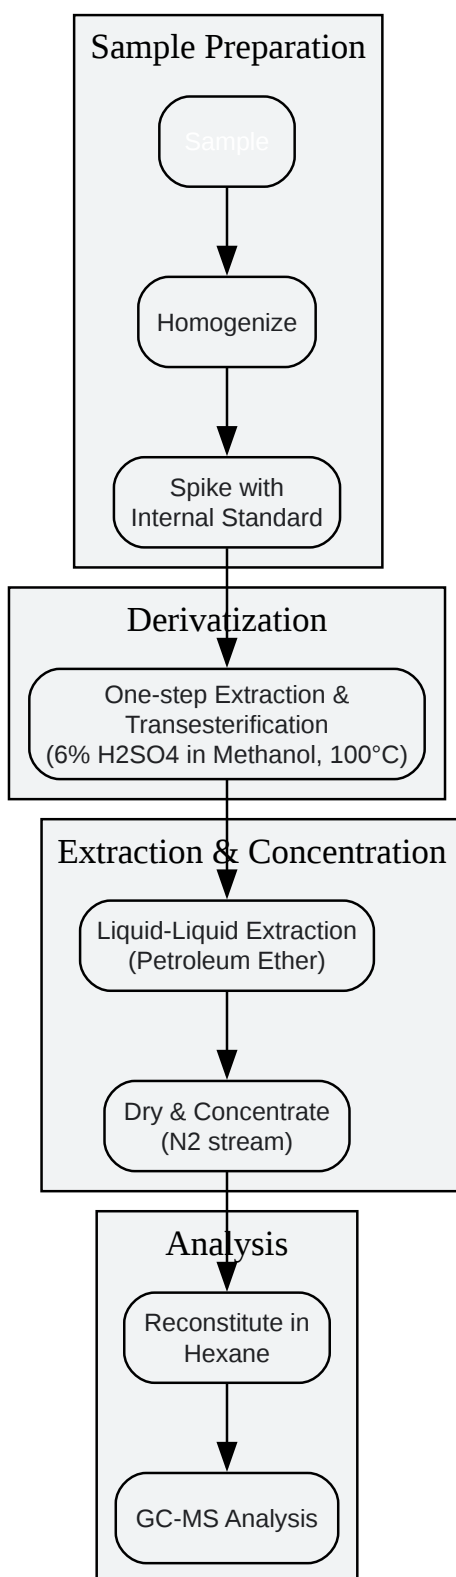 Sample Preparation
Sample
Homogenize
Spike with
Internal Standard
Derivatization
One-step Extraction &
Transesterification
(6% H2SO4 in Methanol, 100°C)
Extraction & Concentration
Liquid-Liquid Extraction
(Petroleum Ether)
Dry & Concentrate
(N2 stream)
Analysis
Reconstitute in
Hexane
GC-MS Analysis